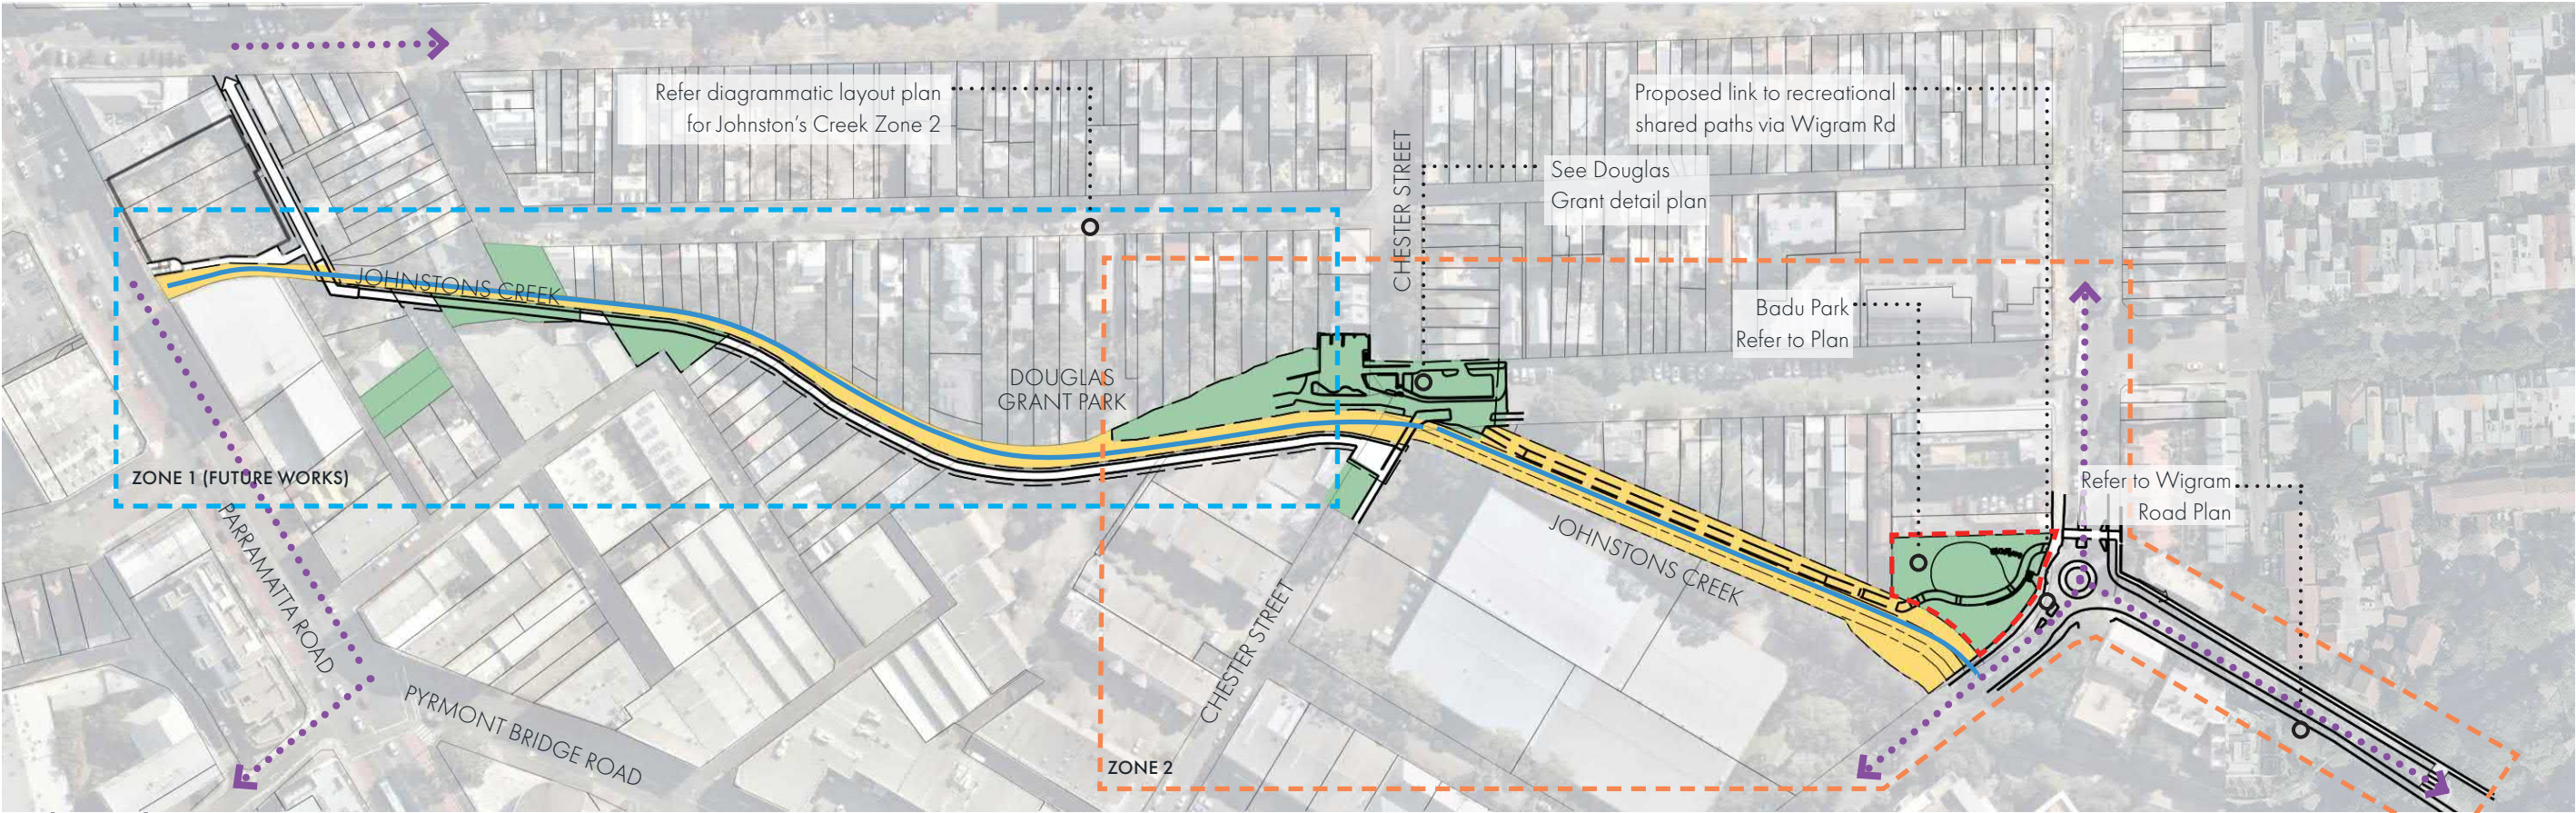 Refer diagrammatic layout plan
for Johnston's Creek Zone 2
CHESTER STREET
See Douglas
Grant detail plan
Proposed link to recreational
shared paths via Wigram Rd
JOHNSTONS CREEK
Badu Park
Refer to Plan
DOUGLAS
GRANT PARK
ZONE 1 (FUTURE WORKS)
Refer to Wigram
Road Plan
PARRAMATTA ROAD
JOHNSTONS CREEK
CHESTER STREET
PYRMONT BRIDGE ROAD
ZONE 2